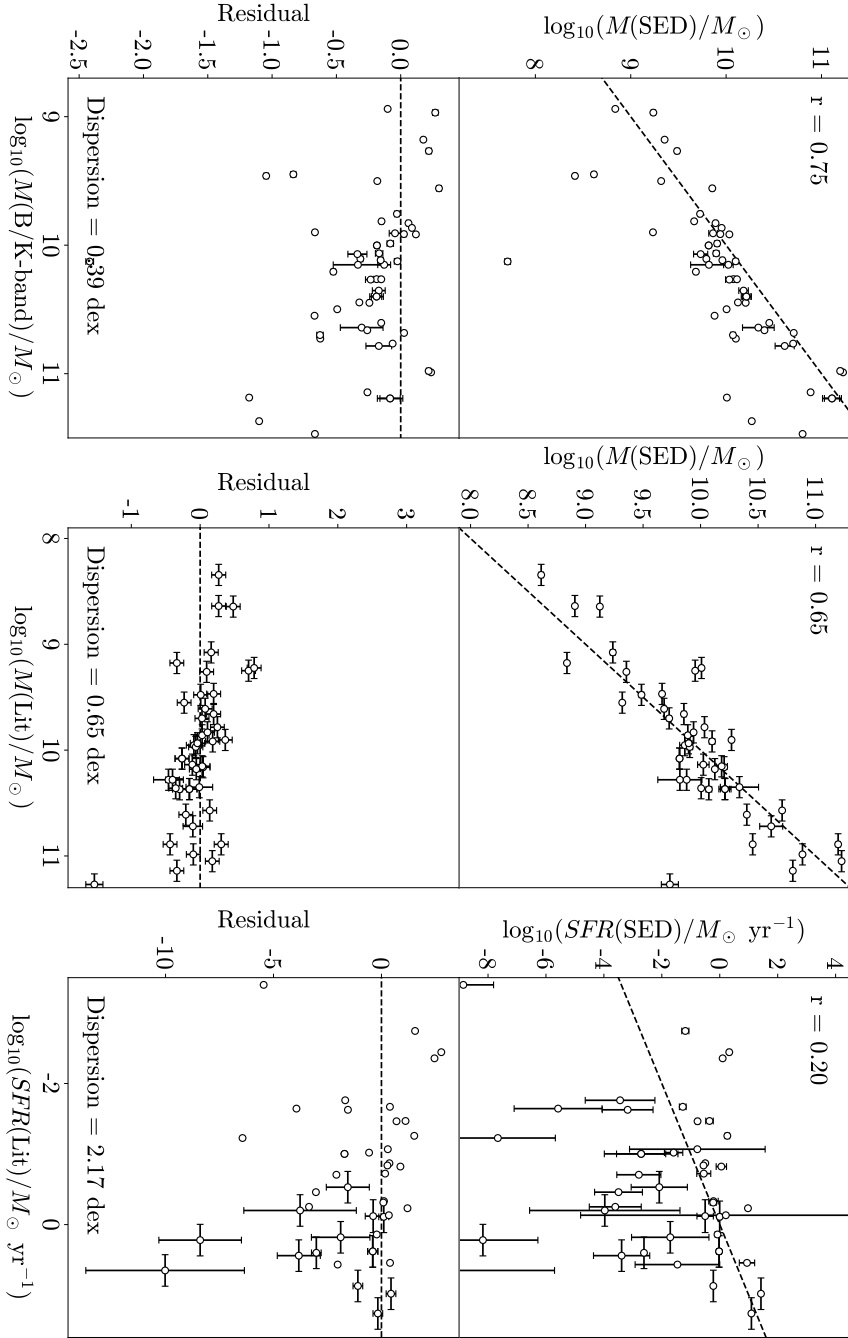 log₁₀(M(SED)/M⊙)
11
10
9
8
r = 0.75
Residual
0.0
-0.5
-1.0
-1.5
-2.0
-2.5
Dispersion = 0.39 dex
9 10 11
log₁₀(M(B/K-band)/M⊙)
log₁₀(M(SED)/M⊙)
11.0
10.5
10.0
9.5
9.0
8.5
8.0
r = 0.65
Residual
3
2
1
0
-1
Dispersion = 0.65 dex
8 9 10 11
log₁₀(M(Lit)/M⊙)
log₁₀(SFR(SED)/M⊙ yr⁻¹)
4
2
0
-2
-4
-6
-8
r = 0.20
Residual
0
-5
-10
Dispersion = 2.17 dex
-2 0
log₁₀(SFR(Lit)/M⊙ yr⁻¹)